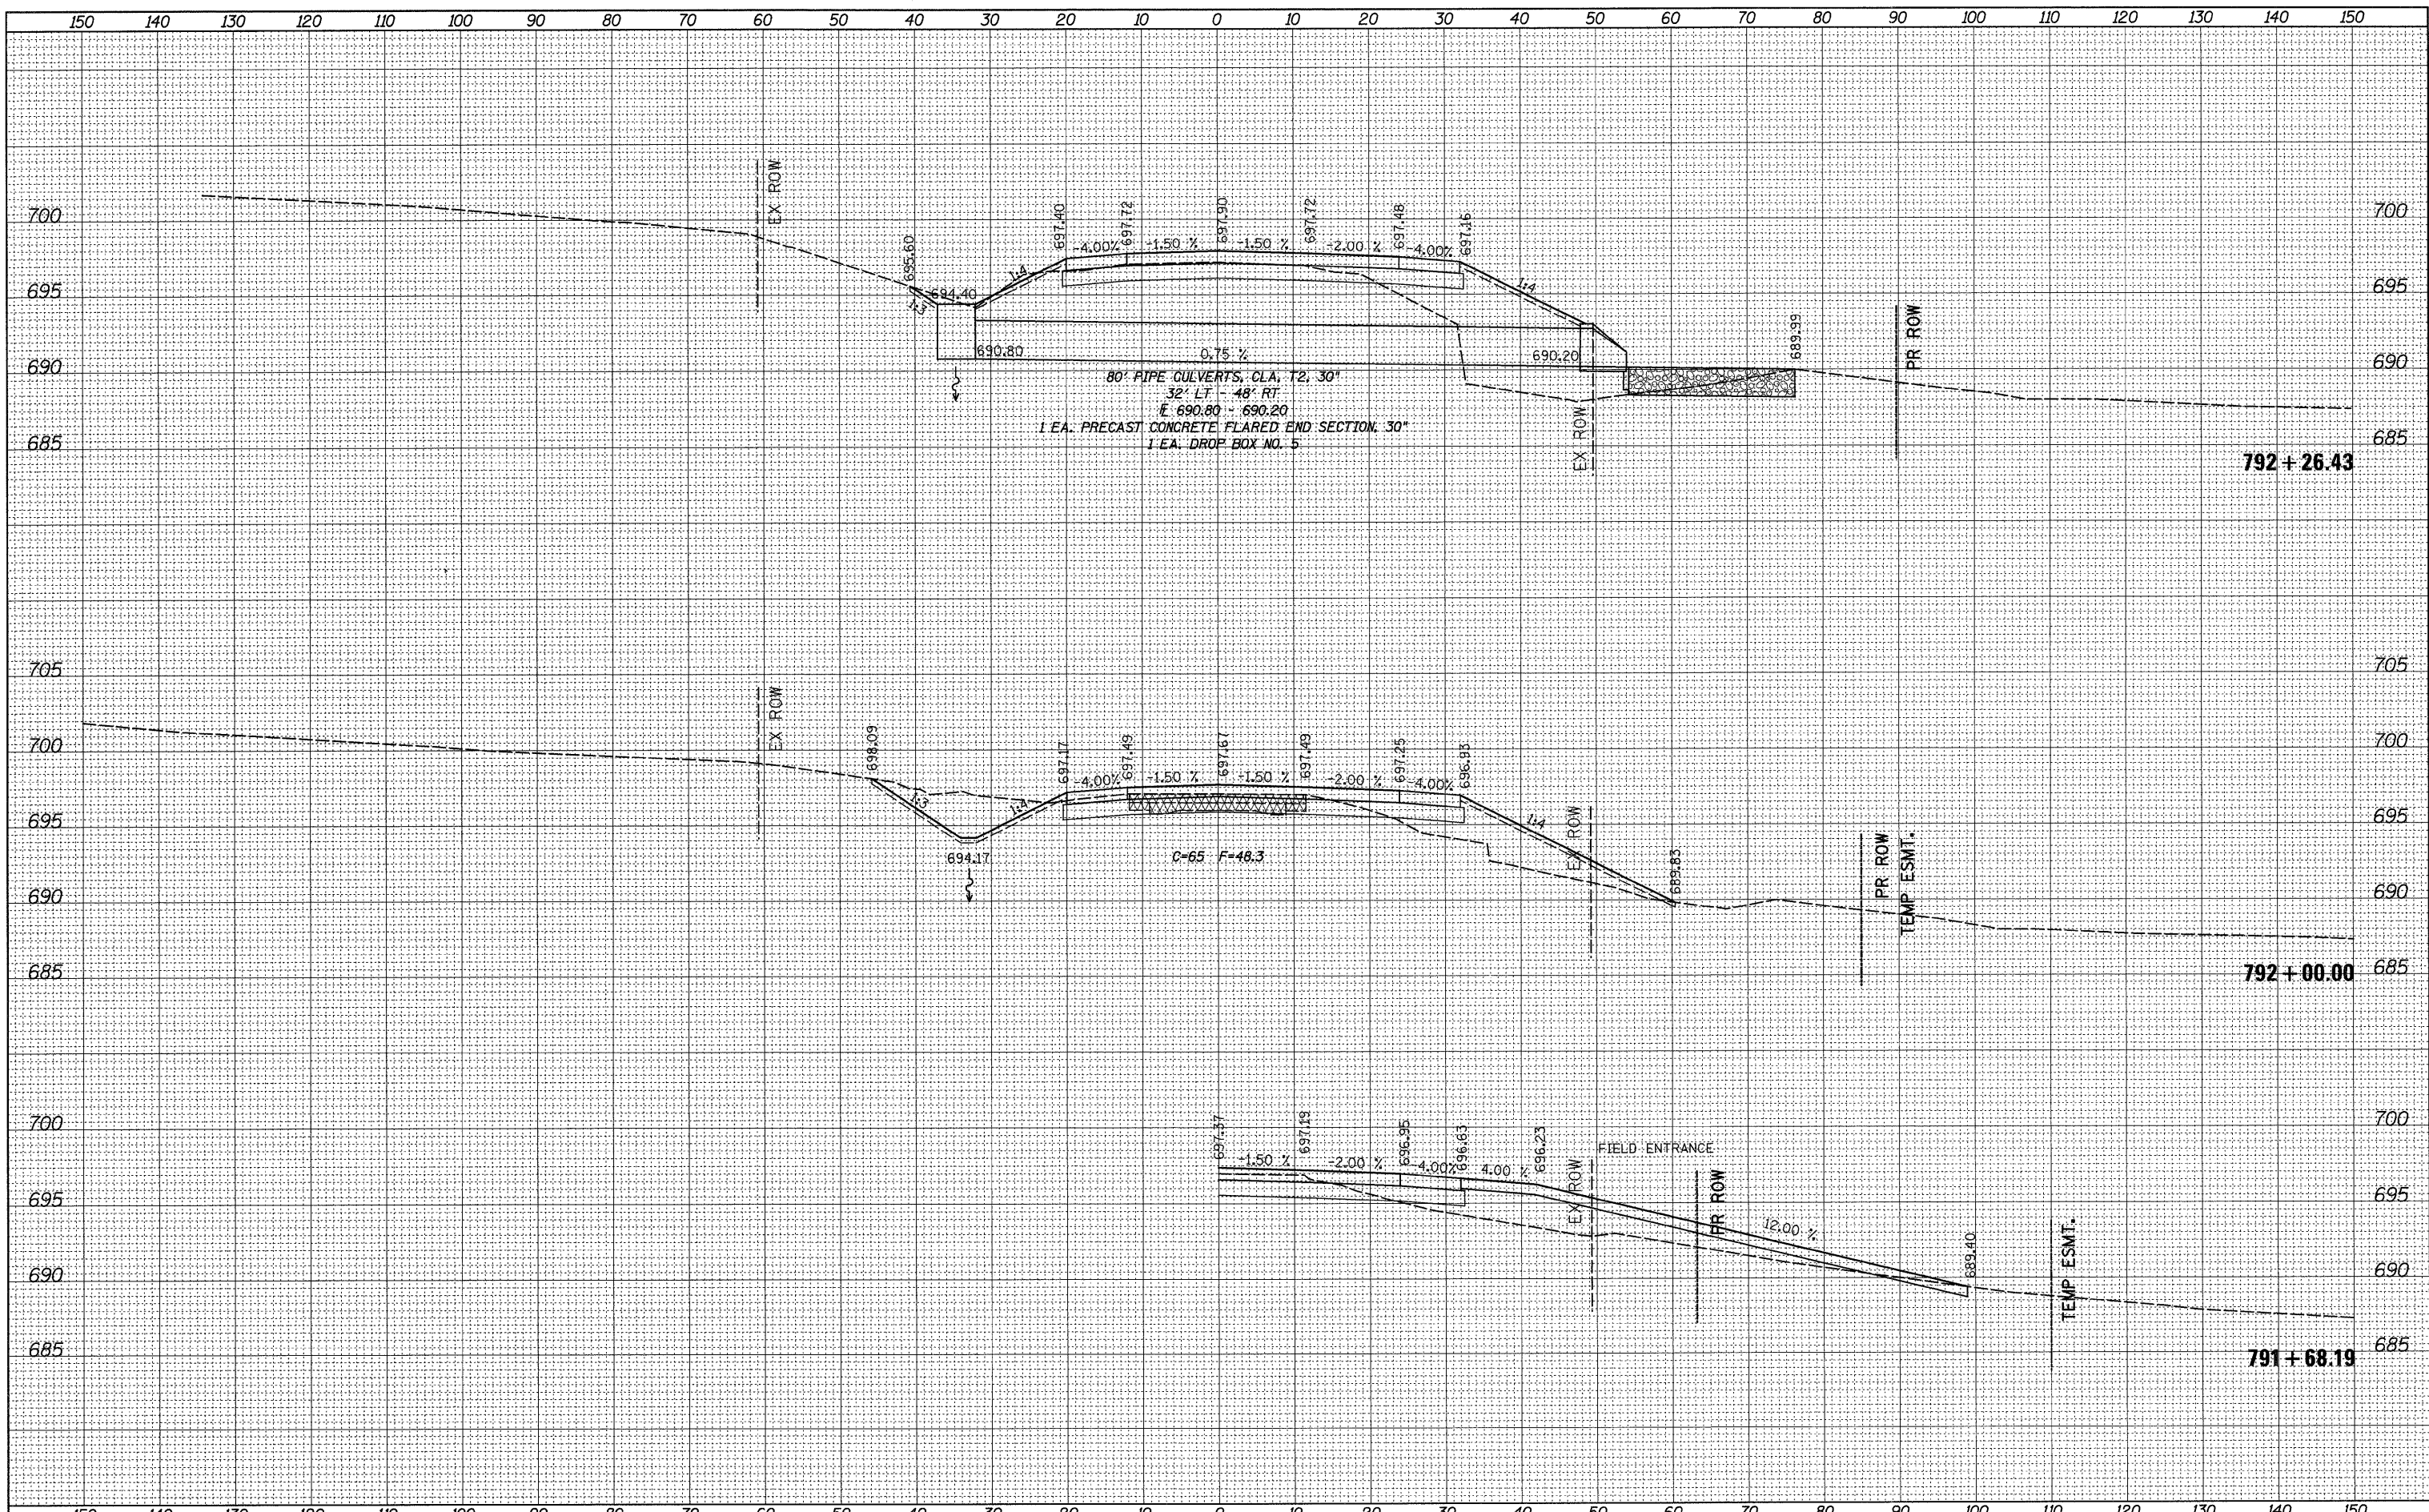 150 140 130 120 110 100 90 80 70 60 50 40 30 20 10 0 10 20 30 40 50 60 70 80 90 100 110 120 130 140 150
EX ROW
700 700
697.40 697.72 697.90 697.72 697.48 697.16
-4.00% -1.50 % -1.50 % -2.00 % -4.00%
695.60
1:4 1:4
695 694.40 695
1:3
PR ROW
689.99
690.80 0.75 % 690.20
690 690
80' PIPE CULVERTS, CLA, T2, 30"
32' LT - 48' RT
FL 690.80 - 690.20
1 EA. PRECAST CONCRETE FLARED END SECTION, 30"
1 EA. DROP BOX NO. 5
EX ROW
685 685
792 + 26.43
705 705
EX ROW
700 700
698.09 697.17 697.49 697.67 697.49 697.25 696.93
-4.00% -1.50 % -1.50 % -2.00 % -4.00%
1:3 1:4 1:4
695 695
EX ROW
694.17 C=65 F=48.3
689.83
PR ROW
TEMP ESMT.
690 690
685 685
792 + 00.00
700 700
697.37 697.19 696.95 696.63 696.23
FIELD ENTRANCE
-1.50 % -2.00 % -4.00% 4.00 %
EX ROW
PR ROW
695 695
12.00 %
689.40
TEMP ESMT.
690 690
685 685
791 + 68.19
150 140 130 120 110 100 90 80 70 60 50 40 30 20 10 0 10 20 30 40 50 60 70 80 90 100 110 120 130 140 150